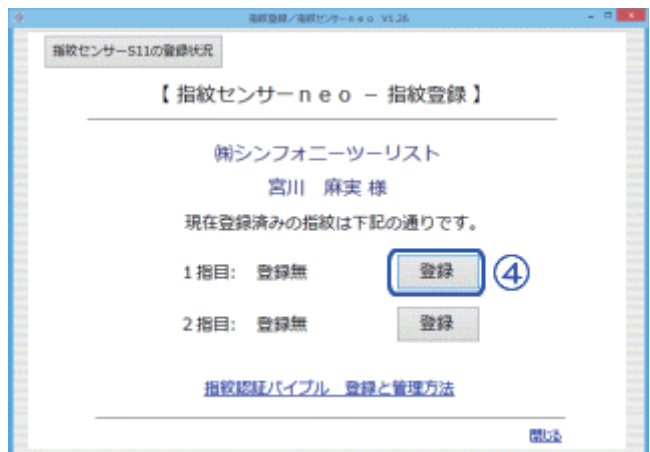 指紋登録／指紋センサーｎｅｏ V1.26
指紋センサーS11の登録状況
【 指紋センサーｎｅｏ － 指紋登録 】
㈱シンフォニーツーリスト
宮川　麻実 様
現在登録済みの指紋は下記の通りです。
1指目:　登録無　登録　④
2指目:　登録無　登録
指紋認証バイブル　登録と管理方法
閉じる